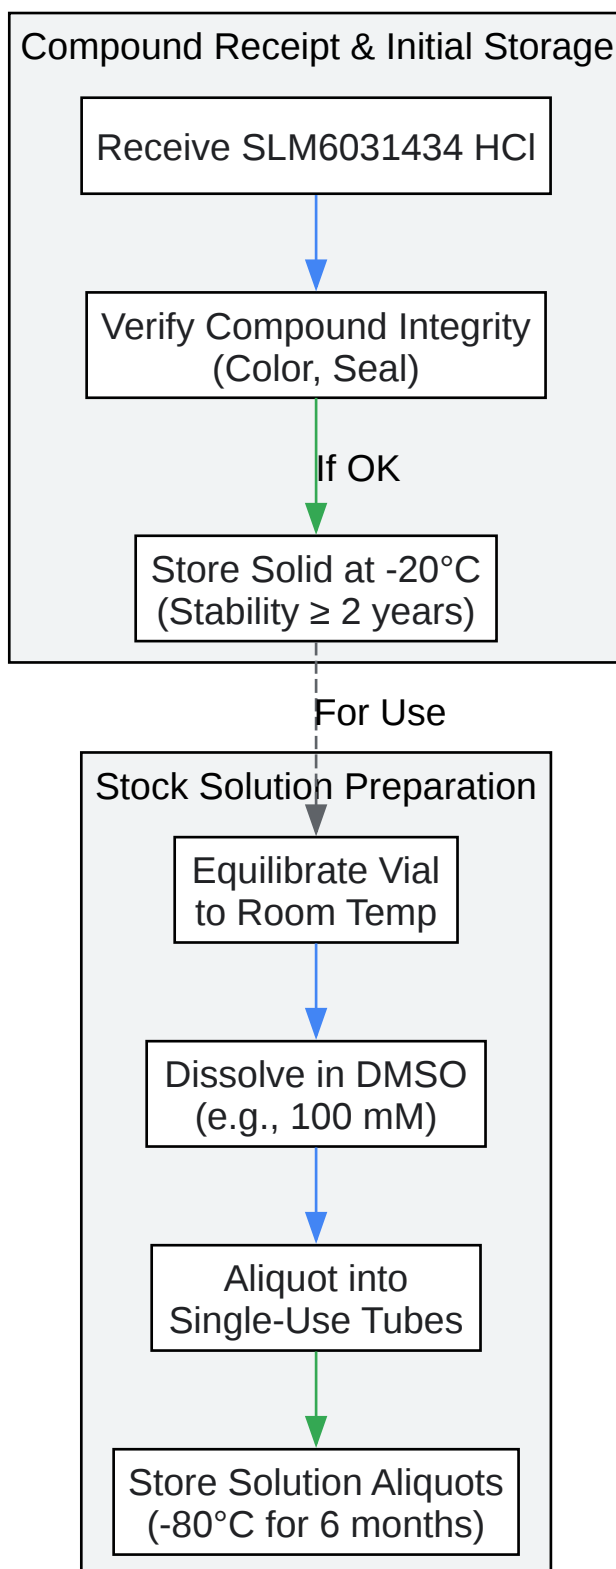 Compound Receipt & Initial Storage
Receive SLM6031434 HCl
Verify Compound Integrity
(Color, Seal)
If OK
Store Solid at -20°C
(Stability ≥ 2 years)
For Use
Stock Solution Preparation
Equilibrate Vial
to Room Temp
Dissolve in DMSO
(e.g., 100 mM)
Aliquot into
Single-Use Tubes
Store Solution Aliquots
(-80°C for 6 months)